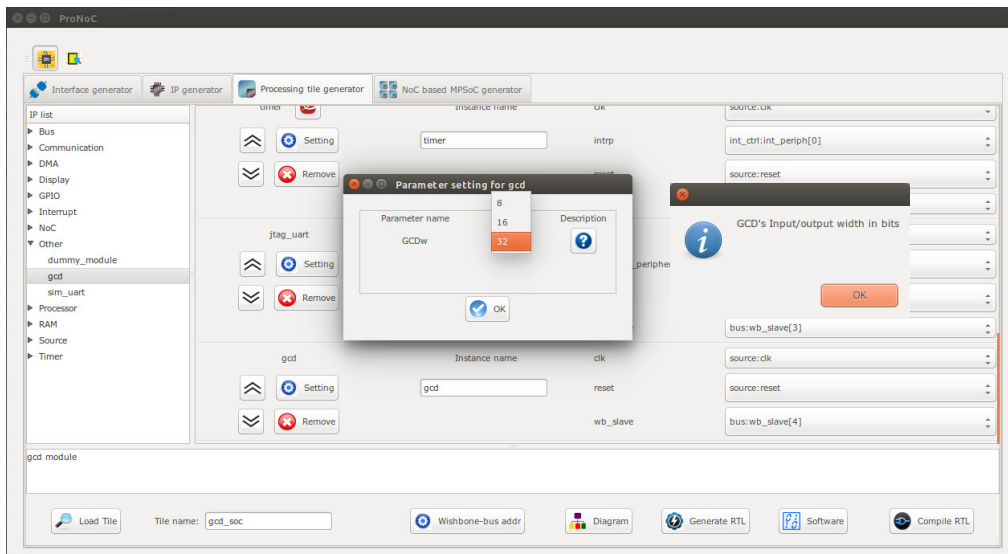 ProNoC
Interface generator
IP generator
Processing tile generator
NoC based MPSoC generator
IP list
Bus
Communication
DMA
Display
GPIO
Interrupt
NoC
Other
dummy_module
gcd
sim_uart
Processor
RAM
Source
Timer
timer
Instance name
clk
source:clk
Setting
timer
intrp
int_ctrl:int_periph[0]
Remove
reset
source:reset
Parameter setting for gcd
Parameter name
Description
GCDw
8
16
32
OK
GCD's Input/output width in bits
OK
jtag_uart
Setting
Remove
bus:wb_slave[3]
gcd
Instance name
clk
source:clk
Setting
gcd
reset
source:reset
Remove
wb_slave
bus:wb_slave[4]
gcd module
Load Tile
Tile name:
gcd_soc
Wishbone-bus addr
Diagram
Generate RTL
Software
Compile RTL